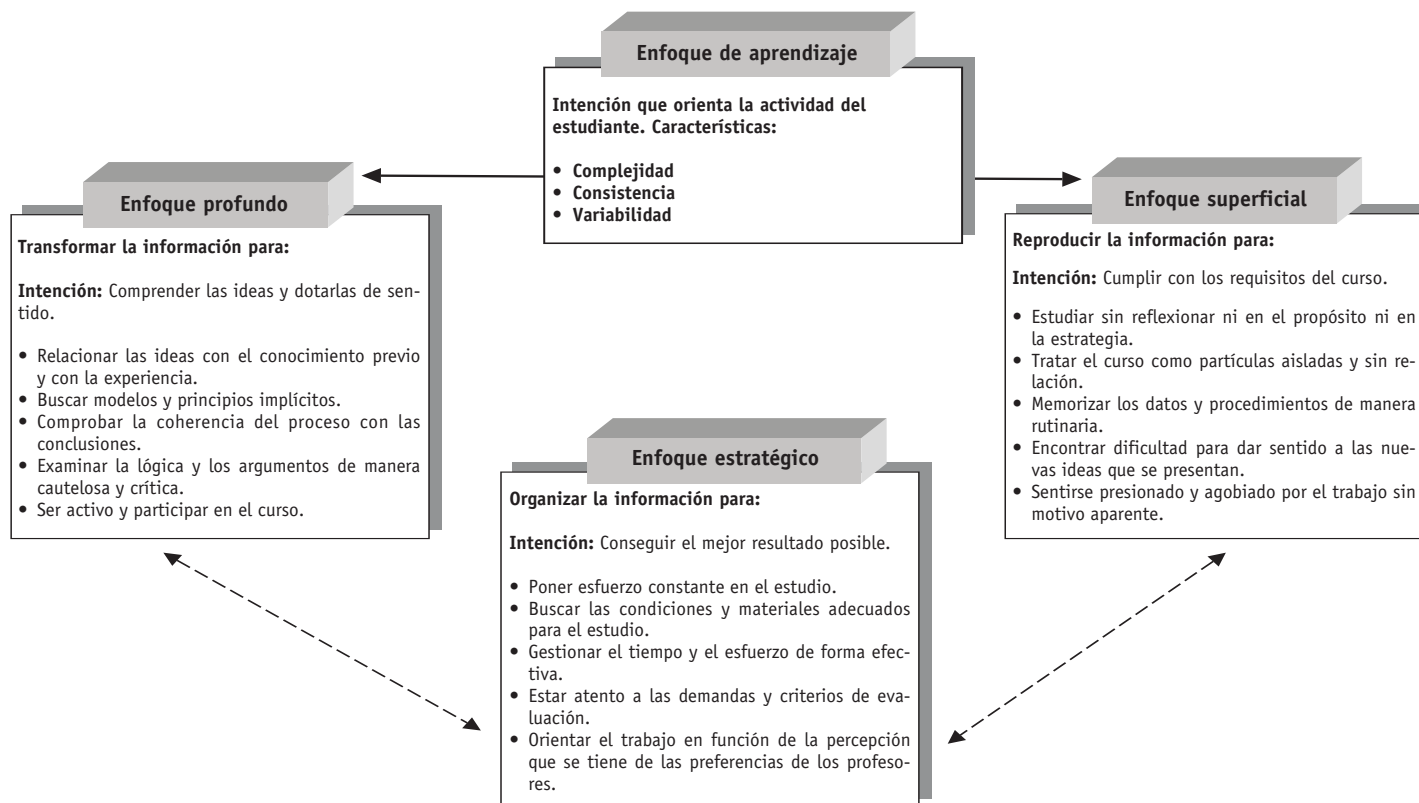 Enfoque de aprendizaje
Intención que orienta la actividad del
estudiante. Características:
• Complejidad
• Consistencia
• Variabilidad
Enfoque profundo
Transformar la información para:
Intención: Comprender las ideas y dotarlas de sen-
tido.
• Relacionar las ideas con el conocimiento previo
y con la experiencia.
• Buscar modelos y principios implícitos.
• Comprobar la coherencia del proceso con las
conclusiones.
• Examinar la lógica y los argumentos de manera
cautelosa y crítica.
• Ser activo y participar en el curso.
Enfoque superficial
Reproducir la información para:
Intención: Cumplir con los requisitos del curso.
• Estudiar sin reflexionar ni en el propósito ni en
la estrategia.
• Tratar el curso como partículas aisladas y sin re-
lación.
• Memorizar los datos y procedimientos de manera
rutinaria.
• Encontrar dificultad para dar sentido a las nue-
vas ideas que se presentan.
• Sentirse presionado y agobiado por el trabajo sin
motivo aparente.
Enfoque estratégico
Organizar la información para:
Intención: Conseguir el mejor resultado posible.
• Poner esfuerzo constante en el estudio.
• Buscar las condiciones y materiales adecuados
para el estudio.
• Gestionar el tiempo y el esfuerzo de forma efec-
tiva.
• Estar atento a las demandas y criterios de eva-
luación.
• Orientar el trabajo en función de la percepción
que se tiene de las preferencias de los profeso-
res.